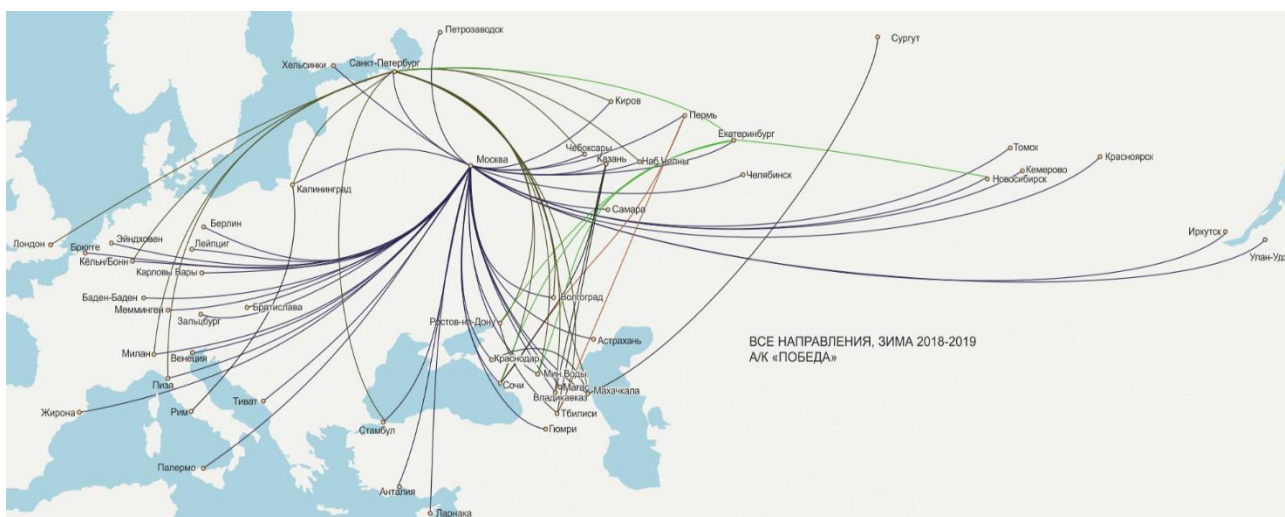 Петрозаводск
Сургут
Хельсинки
Санкт-Петербург
Киров
Пермь
Екатеринбург
Чебоксары
Казань
Наб.Челны
Москва
Томск
Красноярск
Кемерово
Новосибирск
Челябинск
Калининград
Самара
Берлин
Лондон
Эйндховен
Брюгге
Лейпциг
Кёльн/Бонн
Карловы Вары
Иркутск
Улан-Удэ
Баден-Баден
Мемминген
Братислава
Зальцбург
Волгоград
Ростов-на-Дону
Астрахань
ВСЕ НАПРАВЛЕНИЯ, ЗИМА 2018-2019
А/К «ПОБЕДА»
Милан
Венеция
Краснодар
Мин.Воды
Пиза
Сочи
Магас
Махачкала
Владикавказ
Жирона
Рим
Тиват
Тбилиси
Стамбул
Гюмри
Палермо
Анталия
Ларнака